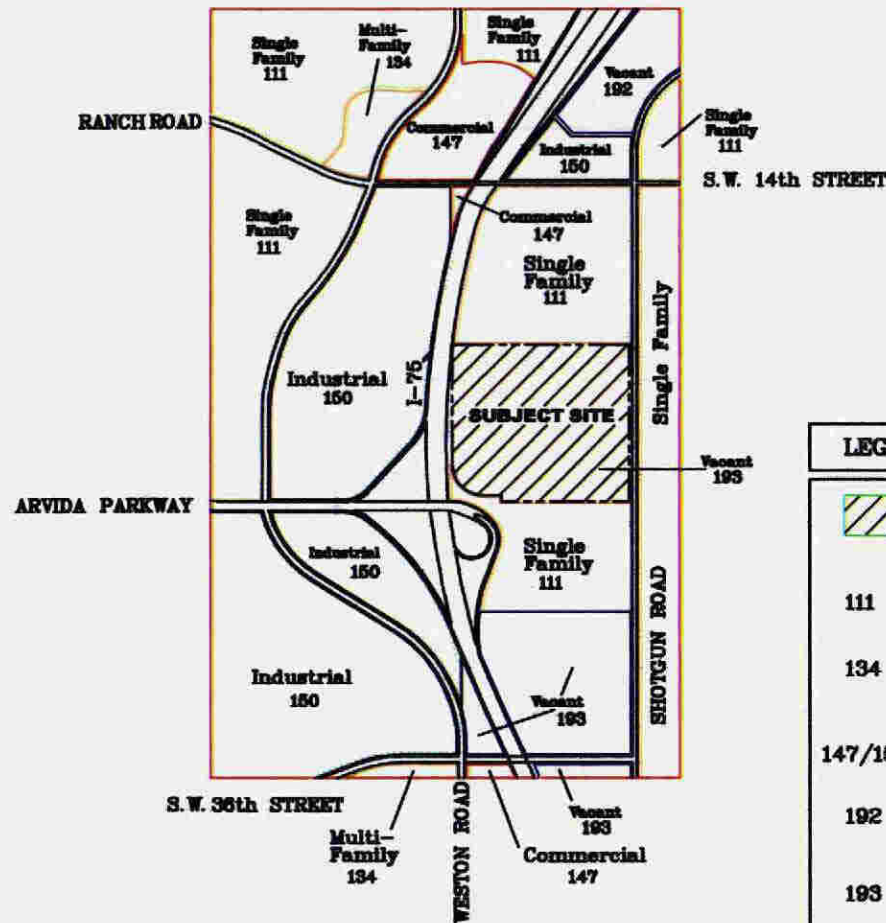 Single
Family
111
Multi-
Family
134
Single
Family
111
Vacant
192
RANCH ROAD
Commercial
147
Single
Family
111
Industrial
150
S.W. 14th STREET
Single
Family
111
Commercial
147
Single
Family
111
Single Family
Industrial
150
I-75
SUBJECT SITE
Vacant
193
LEG
ARVIDA PARKWAY
Industrial
150
Single
Family
111
111
SHOTGUN ROAD
134
Industrial
150
Vacant
193
147/15
192
S.W. 36th STREET
Multi-
Family
134
WESTON ROAD
Commercial
147
Vacant
193
193